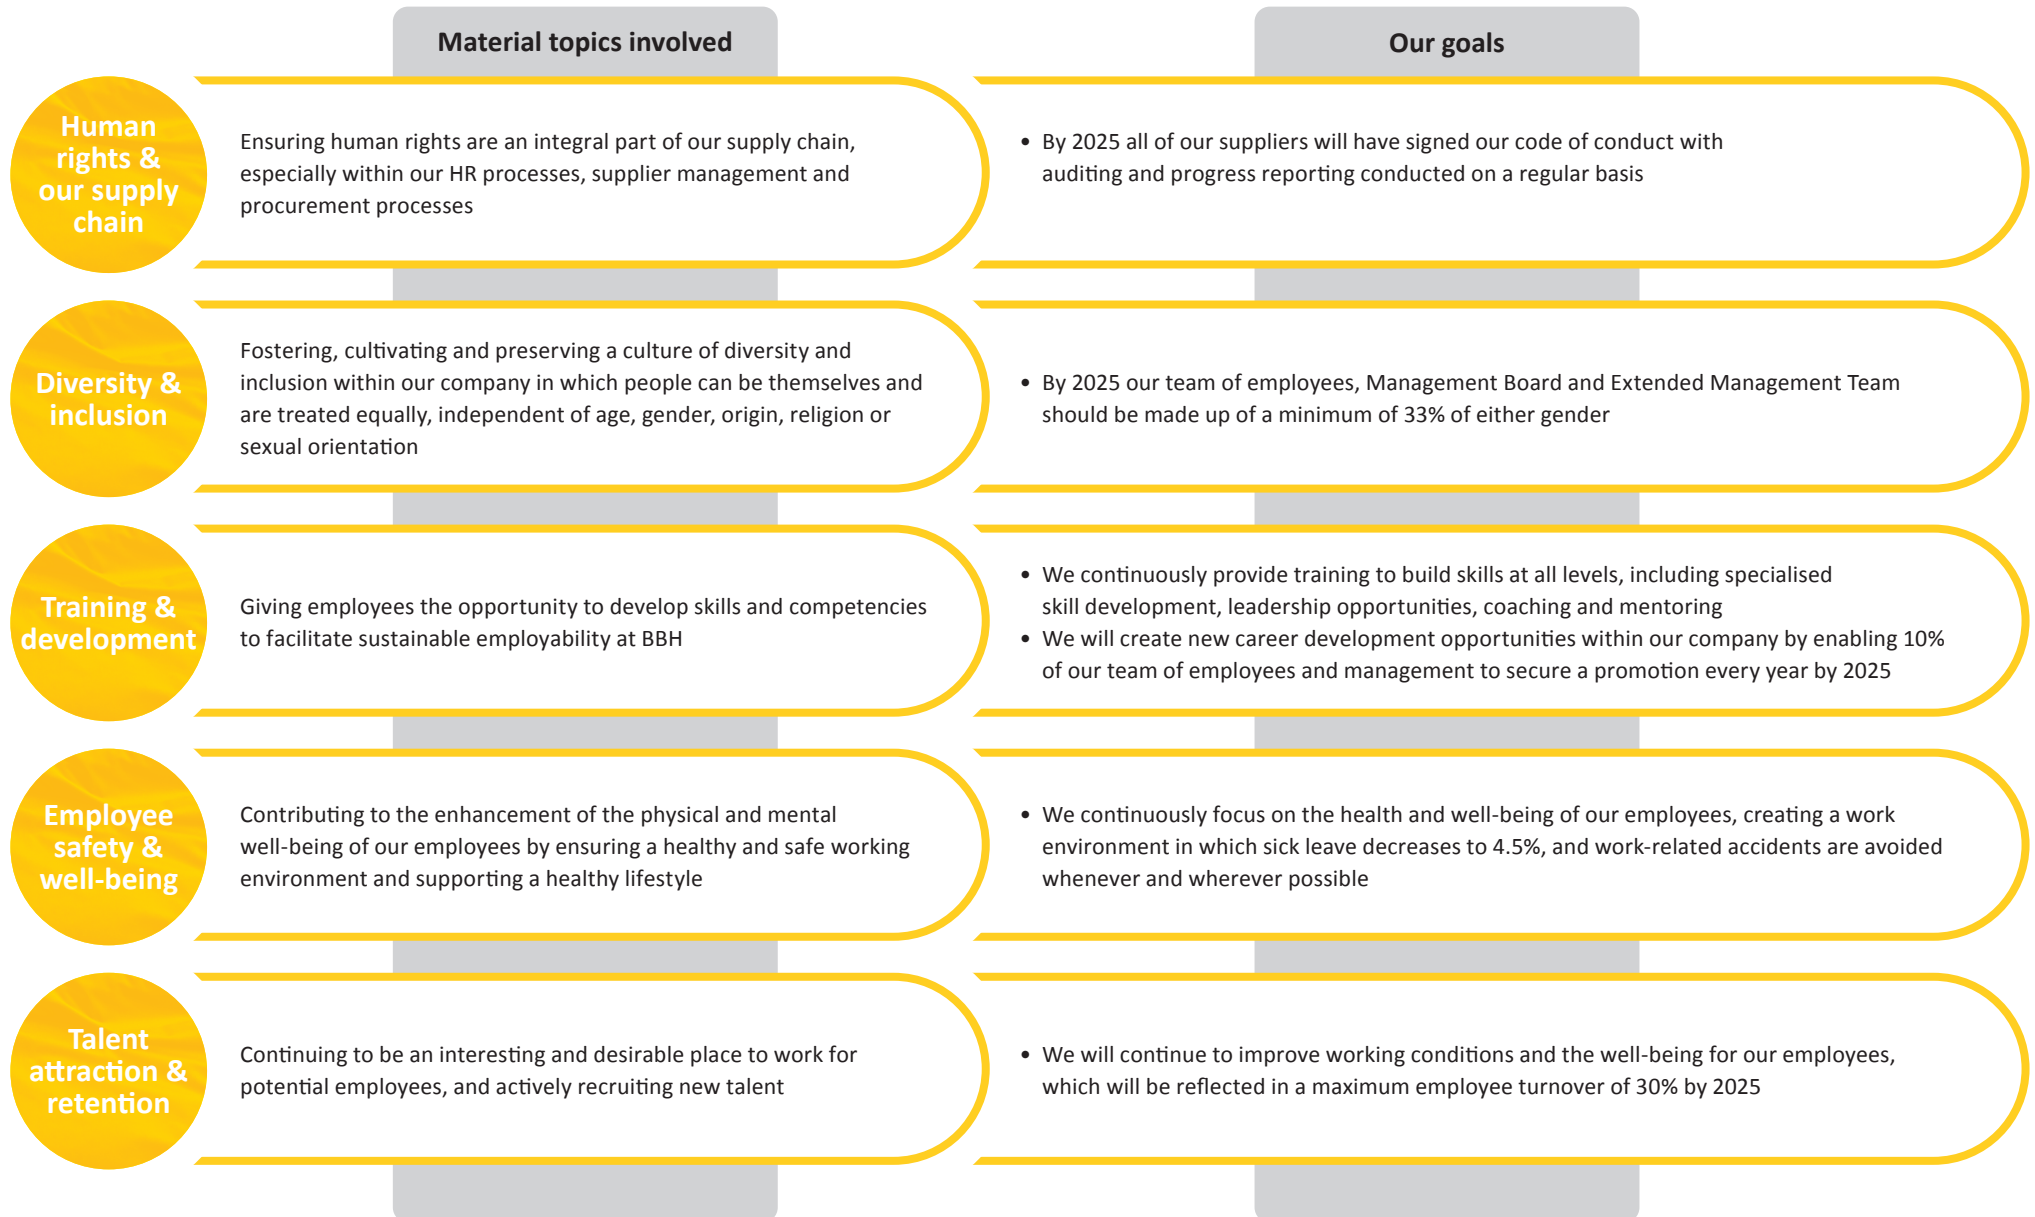 Material topics involved
Our goals
Human
rights &
our supply
chain
Ensuring human rights are an integral part of our supply chain,
especially within our HR processes, supplier management and
procurement processes
• By 2025 all of our suppliers will have signed our code of conduct with
auditing and progress reporting conducted on a regular basis
Diversity &
inclusion
Fostering, cultivating and preserving a culture of diversity and
inclusion within our company in which people can be themselves and
are treated equally, independent of age, gender, origin, religion or
sexual orientation
• By 2025 our team of employees, Management Board and Extended Management Team
should be made up of a minimum of 33% of either gender
Training &
development
Giving employees the opportunity to develop skills and competencies
to facilitate sustainable employability at BBH
• We continuously provide training to build skills at all levels, including specialised
skill development, leadership opportunities, coaching and mentoring
• We will create new career development opportunities within our company by enabling 10%
of our team of employees and management to secure a promotion every year by 2025
Employee
safety &
well-being
Contributing to the enhancement of the physical and mental
well-being of our employees by ensuring a healthy and safe working
environment and supporting a healthy lifestyle
• We continuously focus on the health and well-being of our employees, creating a work
environment in which sick leave decreases to 4.5%, and work-related accidents are avoided
whenever and wherever possible
Talent
attraction &
retention
Continuing to be an interesting and desirable place to work for
potential employees, and actively recruiting new talent
• We will continue to improve working conditions and the well-being for our employees,
which will be reflected in a maximum employee turnover of 30% by 2025